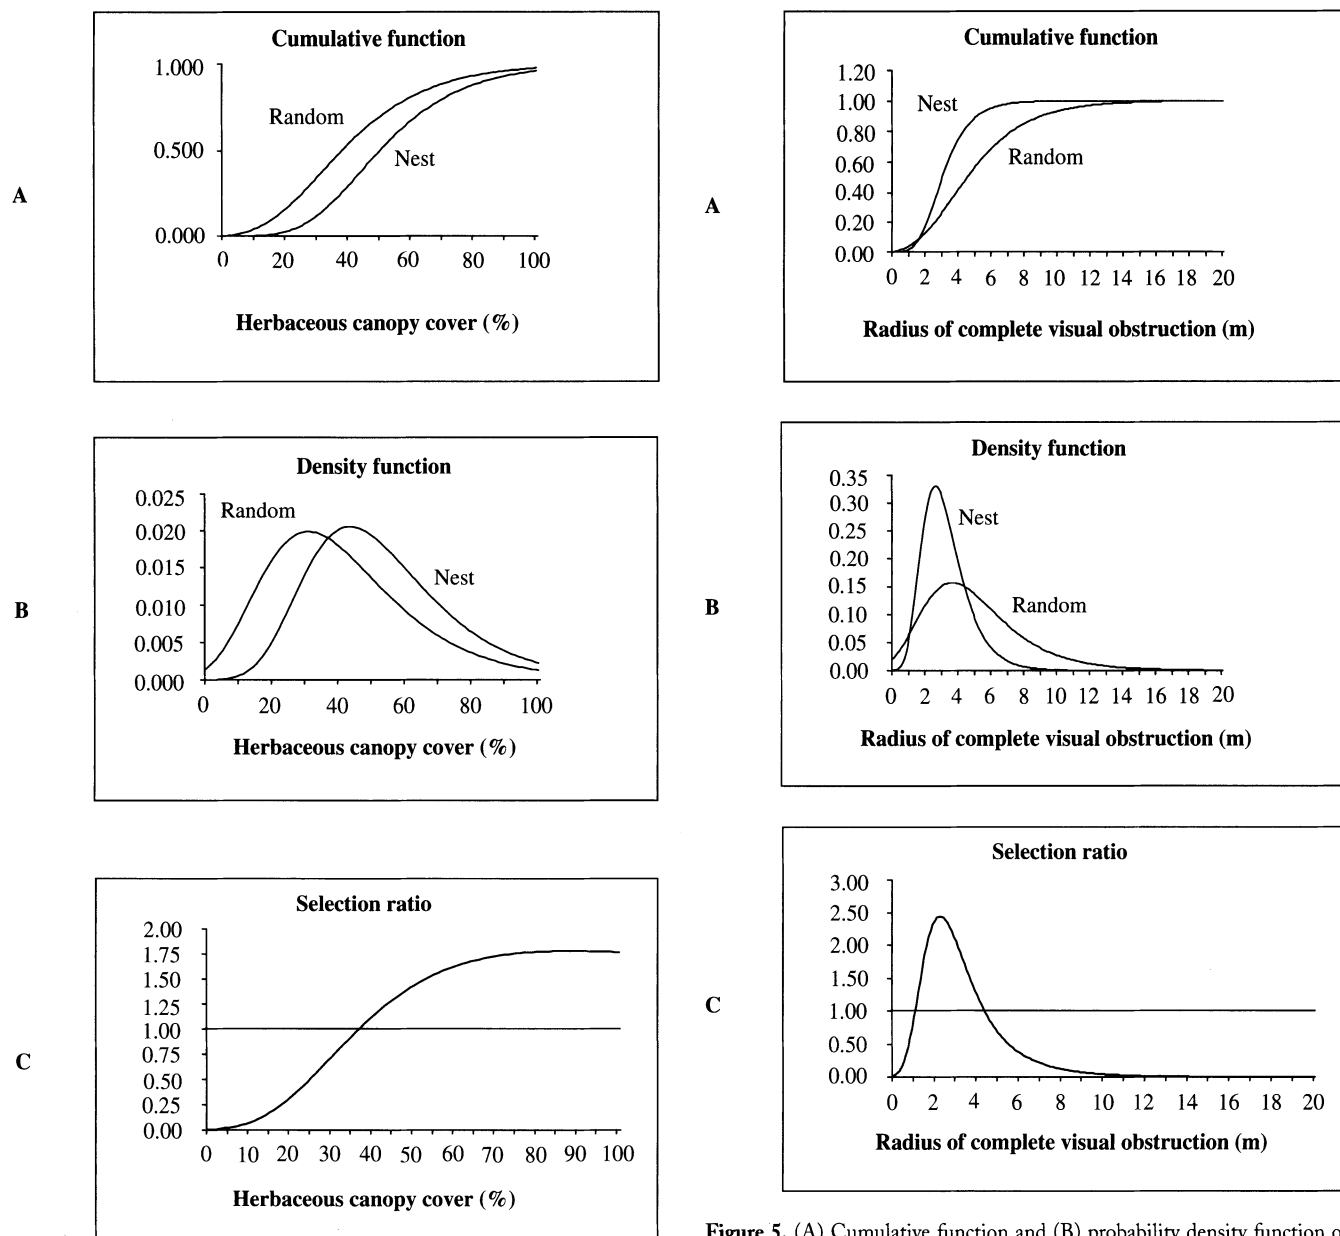 Cumulative function
1.000
Random
0.500
Nest
A
0.000
0 20 40 60 80 100
Herbaceous canopy cover (%)
Density function
0.025
Random
0.020
0.015
Nest
0.010
B
0.005
0.000
0 20 40 60 80 100
Herbaceous canopy cover (%)
Selection ratio
2.00
1.75
1.50
1.25
1.00
0.75
C
0.50
0.25
0.00
0 10 20 30 40 50 60 70 80 90 100
Herbaceous canopy cover (%)
Cumulative function
1.20
Nest
1.00
0.80
Random
0.60
0.40
A
0.20
0.00
0 2 4 6 8 10 12 14 16 18 20
Radius of complete visual obstruction (m)
Density function
0.35
0.30
Nest
0.25
0.20
0.15
Random
B
0.10
0.05
0.00
0 2 4 6 8 10 12 14 16 18 20
Radius of complete visual obstruction (m)
Selection ratio
3.00
2.50
2.00
1.50
C
1.00
0.50
0.00
0 2 4 6 8 10 12 14 16 18 20
Radius of complete visual obstruction (m)
Figure 5. (A) Cumulative function and (B) probability density function